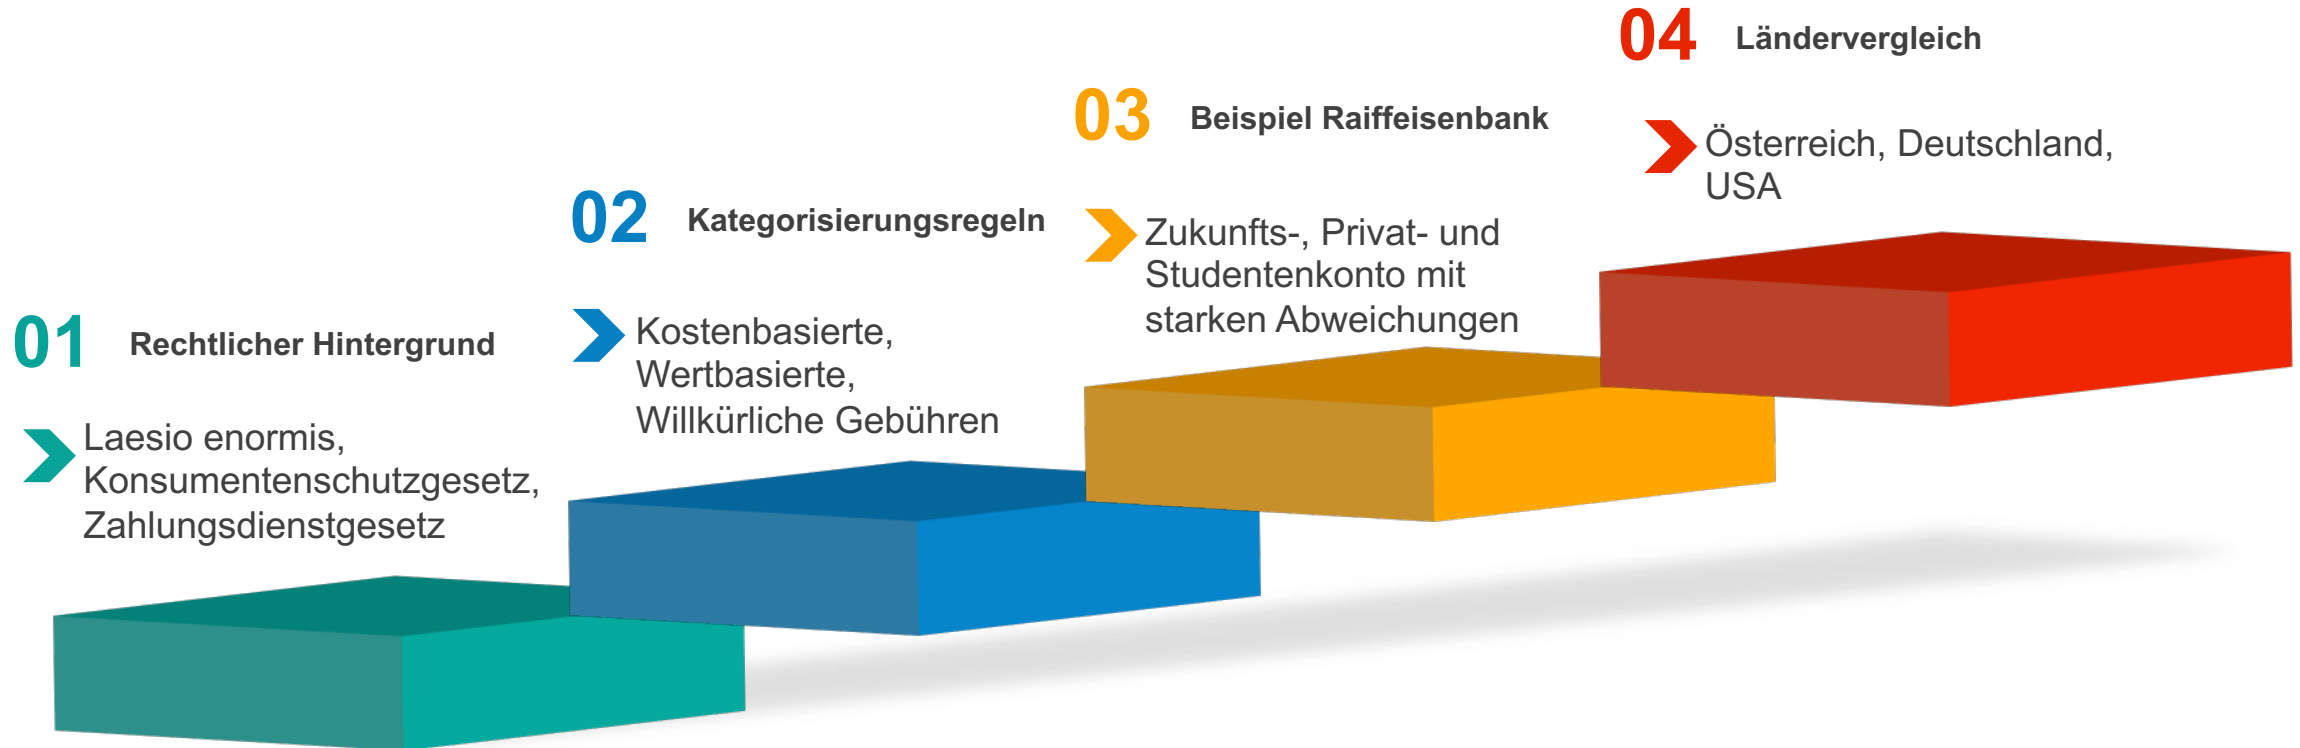 01 Rechtlicher Hintergrund
Laesio enormis,
Konsumentenschutzgesetz,
Zahlungsdienstgesetz
02 Kategorisierungsregeln
Kostenbasierte,
Wertbasierte,
Willkürliche Gebühren
03 Beispiel Raiffeisenbank
Zukunfts-, Privat- und
Studentenkonto mit
starken Abweichungen
04 Ländervergleich
Österreich, Deutschland,
USA